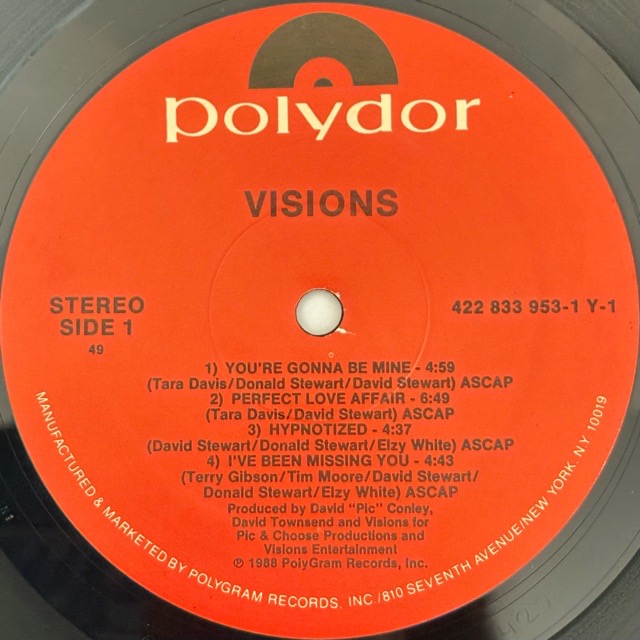 polydor
VISIONS
STEREO
SIDE 1
49
422 833 953-1 Y-1
1) YOU'RE GONNA BE MINE - 4:59
(Tara Davis/Donald Stewart/David Stewart) ASCAP
2) PERFECT LOVE AFFAIR - 6:49
(Tara Davis/David Stewart) ASCAP
3) HYPNOTIZED - 4:37
(David Stewart/Donald Stewart/Elzy White) ASCAP
4) I'VE BEEN MISSING YOU - 4:43
(Terry Gibson/Tim Moore/David Stewart/
Donald Stewart/Elzy White) ASCAP
Produced by David "Pic" Conley,
David Townsend and Visions for
Pic & Choose Productions and
Visions Entertainment
℗ 1988 PolyGram Records, Inc.
MANUFACTURED & MARKETED BY POLYGRAM RECORDS, INC./810 SEVENTH AVENUE/NEW YORK. NY 10019